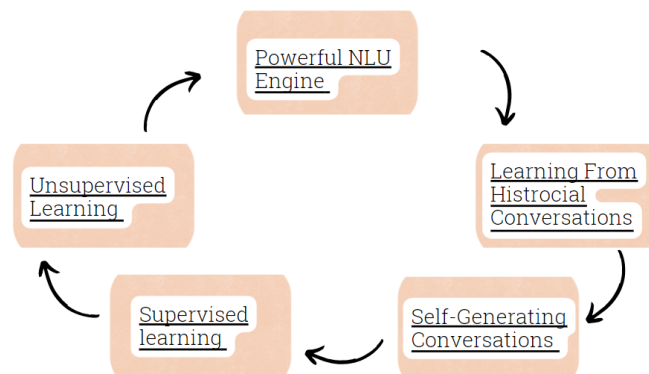 Powerful NLU
Engine
Learning From
Histrocial
Conversations
Self-Generating
Conversations
Supervised
learning
Unsupervised
Learning